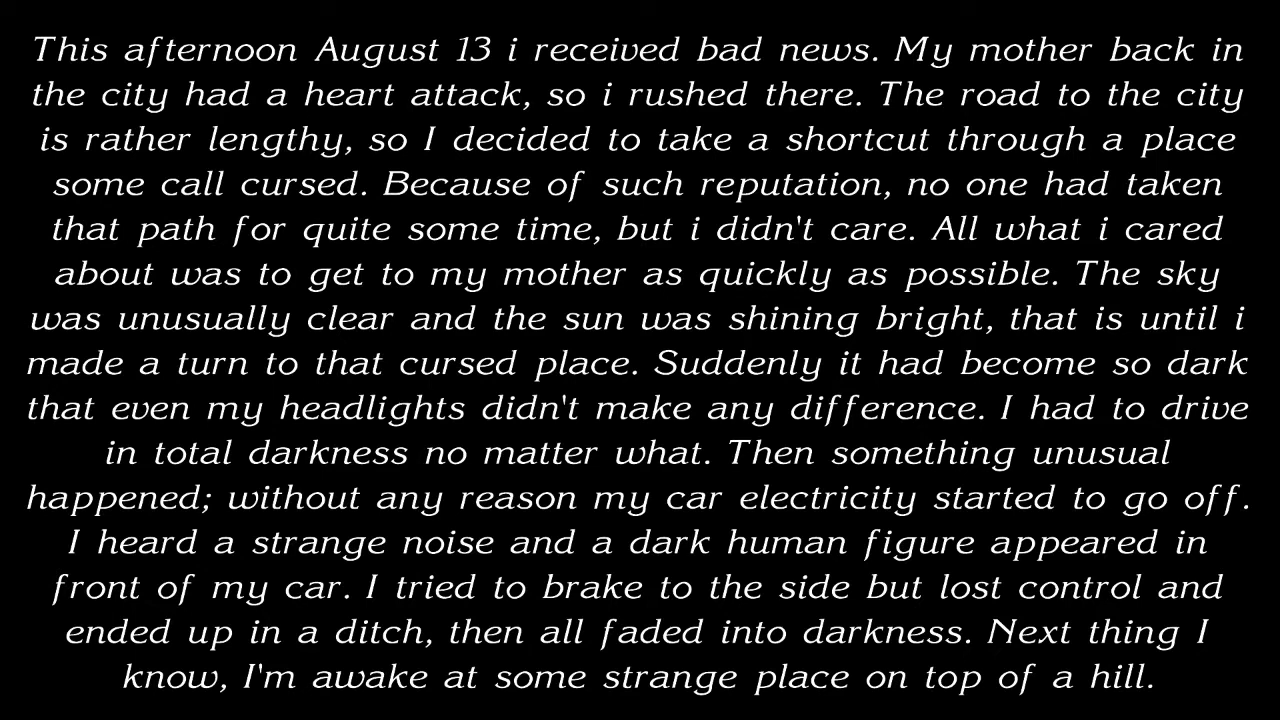 This afternoon August 13 i received bad news. My mother back in
the city had a heart attack, so i rushed there. The road to the city
is rather lengthy, so I decided to take a shortcut through a place
some call cursed. Because of such reputation, no one had taken
that path for quite some time, but i didn't care. All what i cared
about was to get to my mother as quickly as possible. The sky
was unusually clear and the sun was shining bright, that is until i
made a turn to that cursed place. Suddenly it had become so dark
that even my headlights didn't make any difference. I had to drive
in total darkness no matter what. Then something unusual
happened; without any reason my car electricity started to go off.
I heard a strange noise and a dark human figure appeared in
front of my car. I tried to brake to the side but lost control and
ended up in a ditch, then all faded into darkness. Next thing I
know, I'm awake at some strange place on top of a hill.